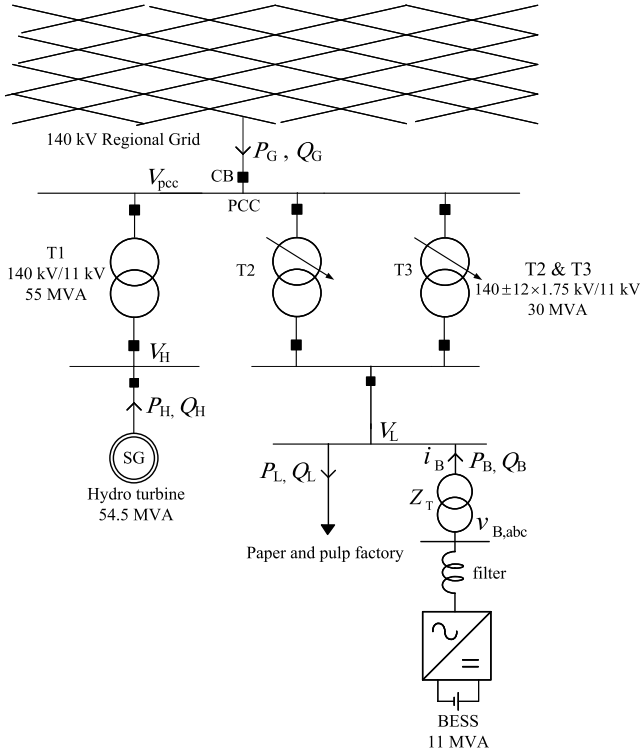 140 kV Regional Grid
P_G , Q_G
CB
V_pcc
PCC
T1
140 kV/11 kV
55 MVA
T2
T3
T2 & T3
140±12×1.75 kV/11 kV
30 MVA
V_H
P_H, Q_H
SG
Hydro turbine
54.5 MVA
V_L
P_L, Q_L
i_B
P_B, Q_B
Z_T
v_B,abc
Paper and pulp factory
filter
BESS
11 MVA